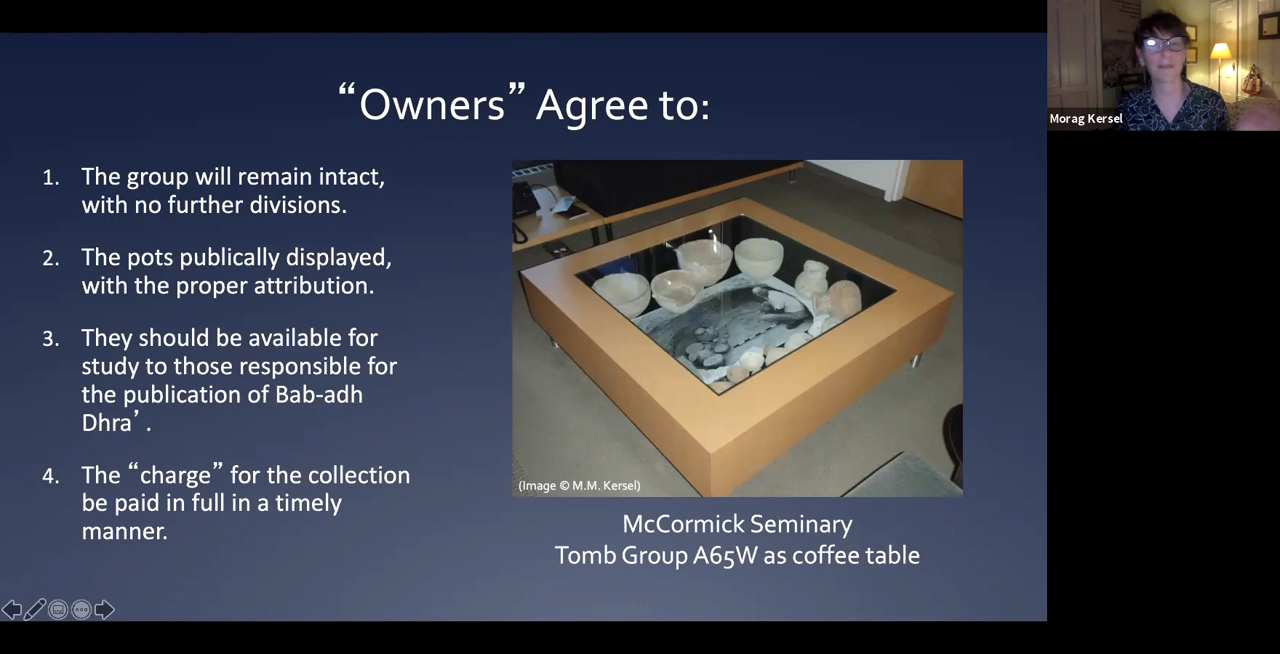 “Owners” Agree to:
1. The group will remain intact,
with no further divisions.
2. The pots publically displayed,
with the proper attribution.
3. They should be available for
study to those responsible for
the publication of Bab-adh
Dhra’ .
4. The “charge” for the collection
be paid in full in a timely
manner.
(Image © M.M. Kersel)
McCormick Seminary
Tomb Group A65W as coffee table
Morag Kersel